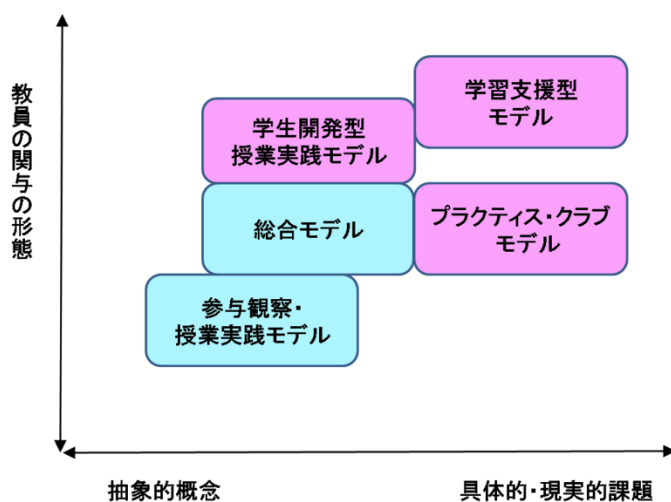 教員の関与の形態
学習支援型
モデル
学生開発型
授業実践モデル
総合モデル
プラクティス・クラブ
モデル
参与観察・
授業実践モデル
抽象的概念
具体的・現実的課題